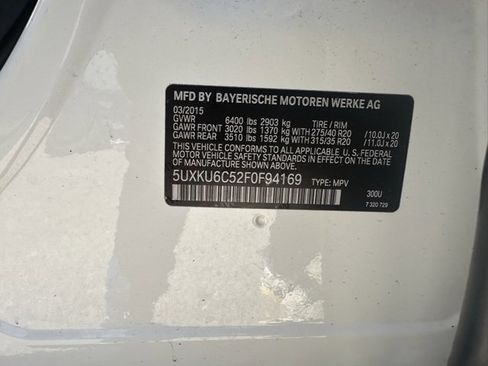 MFD BY BAYERISCHE MOTOREN WERKE AG
03/2015
GVWR 6400 lbs 2903 kg TIRE / RIM
GAWR FRONT 3020 lbs 1370 kg WITH 275/40 R20 /10.0J x 20
GAWR REAR 3510 lbs 1592 kg WITH 315/35 R20 /11.0J x 20
THIS VEHICLE CONFORMS TO ALL APPLICABLE U.S. FEDERAL
MOTOR VEHICLE SAFETY STANDARDS IN EFFECT ON THE DATE
OF MANUFACTURE SHOWN ABOVE.
5UXKU6C52F0F94169 TYPE: MPV 300U
7 320 729